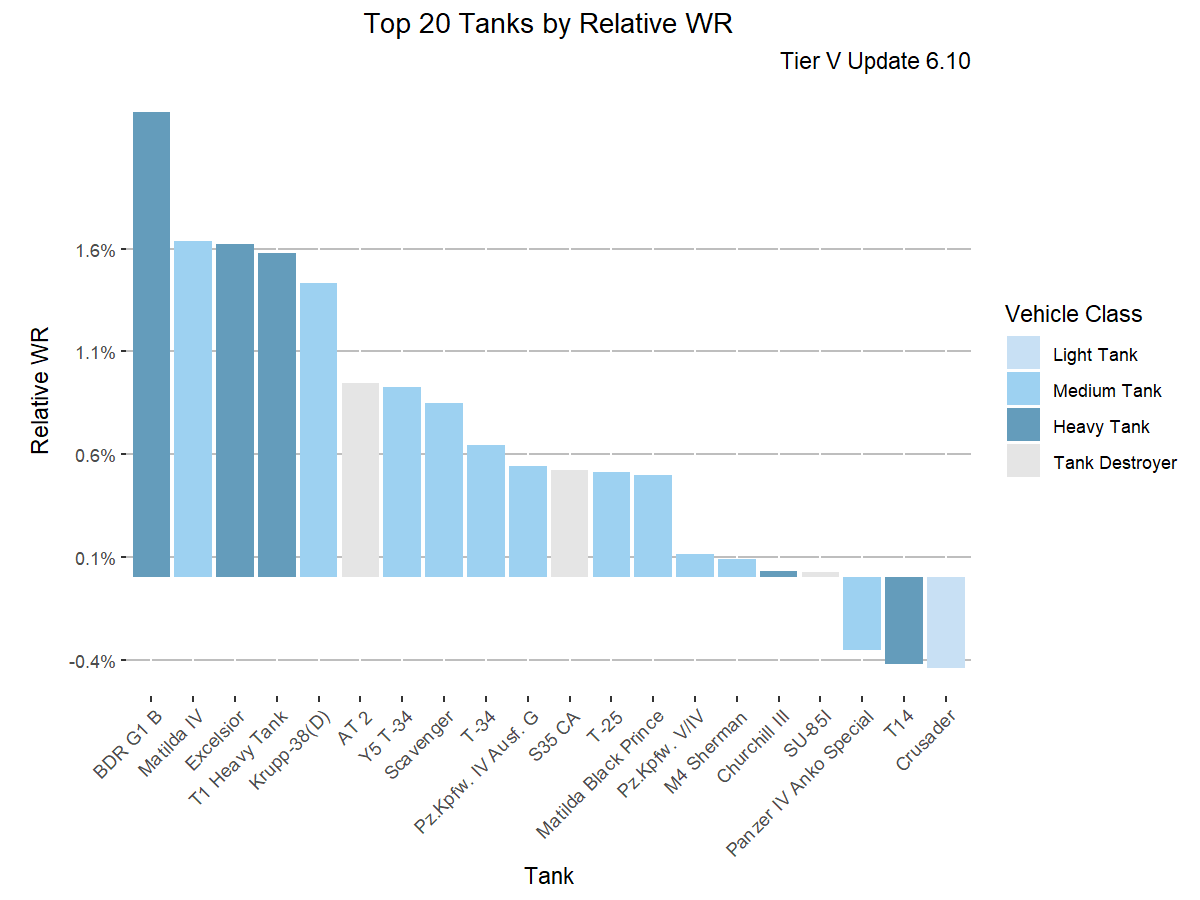 Top 20 Tanks by Relative WR
Tier V Update 6.10
1.6%
1.1%
0.6%
0.1%
-0.4%
Relative WR
BDR G1 B
Matilda IV
Excelsior
T1 Heavy Tank
Krupp-38(D)
AT 2
Y5 T-34
Scavenger
T-34
Pz.Kpfw. IV Ausf. G
S35 CA
T-25
Matilda Black Prince
Pz.Kpfw. V/IV
M4 Sherman
Churchill III
SU-85I
Panzer IV Anko Special
T14
Crusader
Tank
Vehicle Class
Light Tank
Medium Tank
Heavy Tank
Tank Destroyer